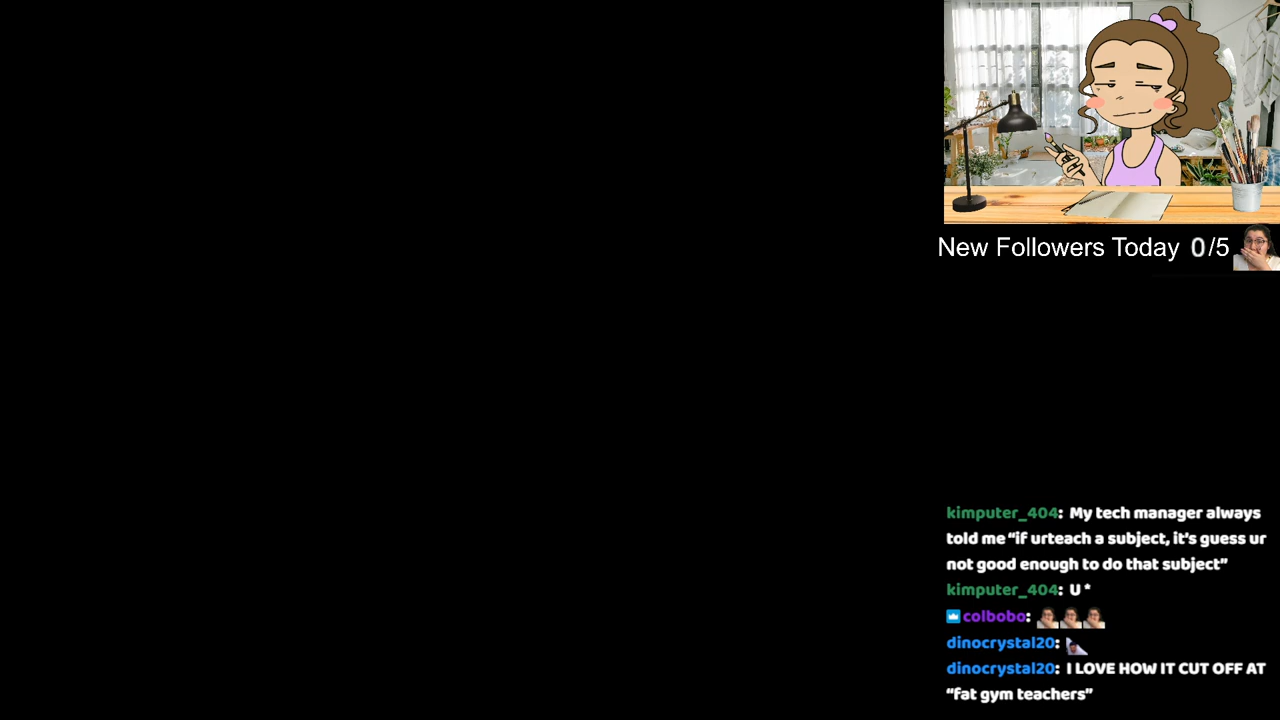 New Followers Today 0/5
kimputer_404: My tech manager always
told me “if urteach a subject, it's guess ur
not good enough to do that subject”
kimputer_404: U *
colbobo:
dinocrystal20:
dinocrystal20: I LOVE HOW IT CUT OFF AT
“fat gym teachers”